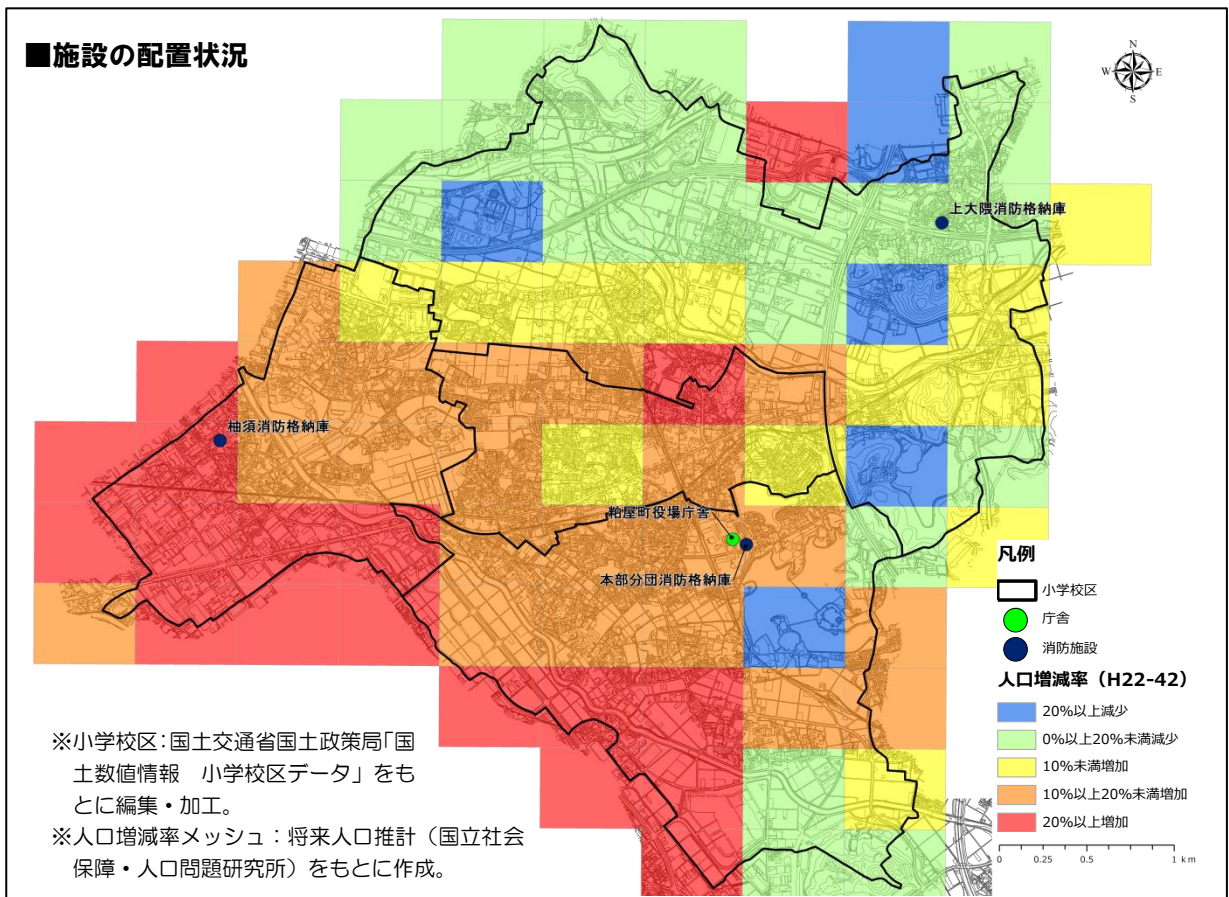 ■施設の配置状況
N
W E
S
上大隈消防格納庫
柚須消防格納庫
粕屋町役場庁舎
本部分団消防格納庫
凡例
小学校区
庁舎
消防施設
人口増減率（H22-42）
20%以上減少
0%以上20%未満減少
10%未満増加
10%以上20%未満増加
20%以上増加
0 0.25 0.5 1 km
※小学校区：国土交通省国土政策局「国
土数値情報 小学校区データ」をも
とに編集・加工。
※人口増減率メッシュ：将来人口推計（国立社会
保障・人口問題研究所）をもとに作成。